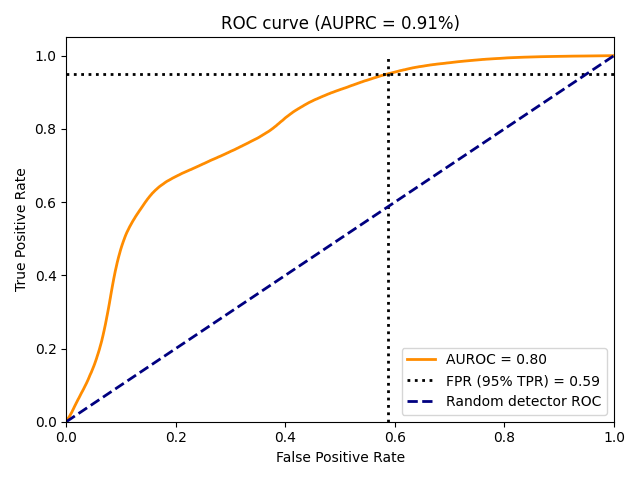 ROC curve (AUPRC = 0.91%)
True Positive Rate
1.0
0.8
0.6
0.4
0.2
0.0
AUROC = 0.80
FPR (95% TPR) = 0.59
Random detector ROC
0.0 0.2 0.4 0.6 0.8 1.0
False Positive Rate